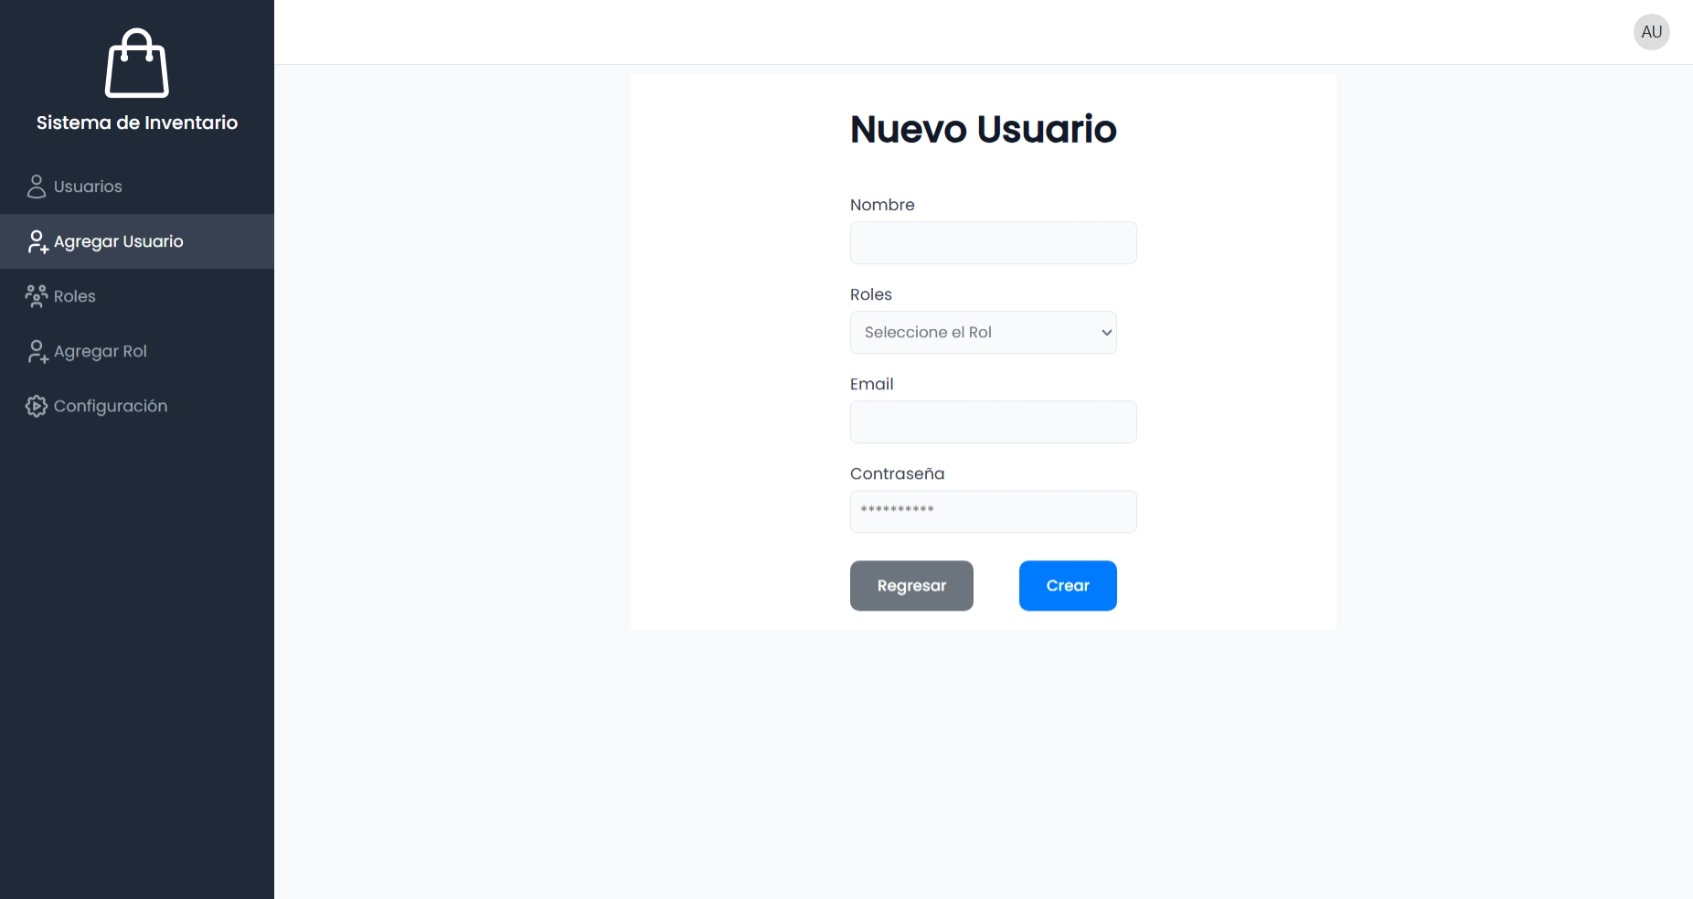 AU
Sistema de Inventario
Usuarios
Agregar Usuario
Roles
Agregar Rol
Configuración
Nuevo Usuario
Nombre
Roles
Seleccione el Rol
Email
Contraseña
**********
Regresar
Crear